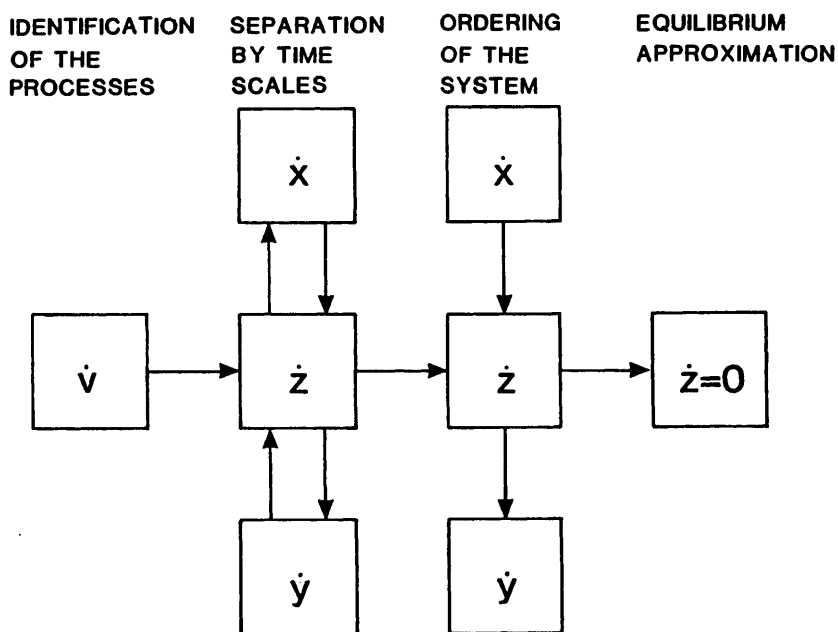 IDENTIFICATION
OF THE
PROCESSES
SEPARATION
BY TIME
SCALES
ORDERING
OF THE
SYSTEM
EQUILIBRIUM
APPROXIMATION
ẋ
ẋ
v̇
ż
ż
ż=0
ẏ
ẏ